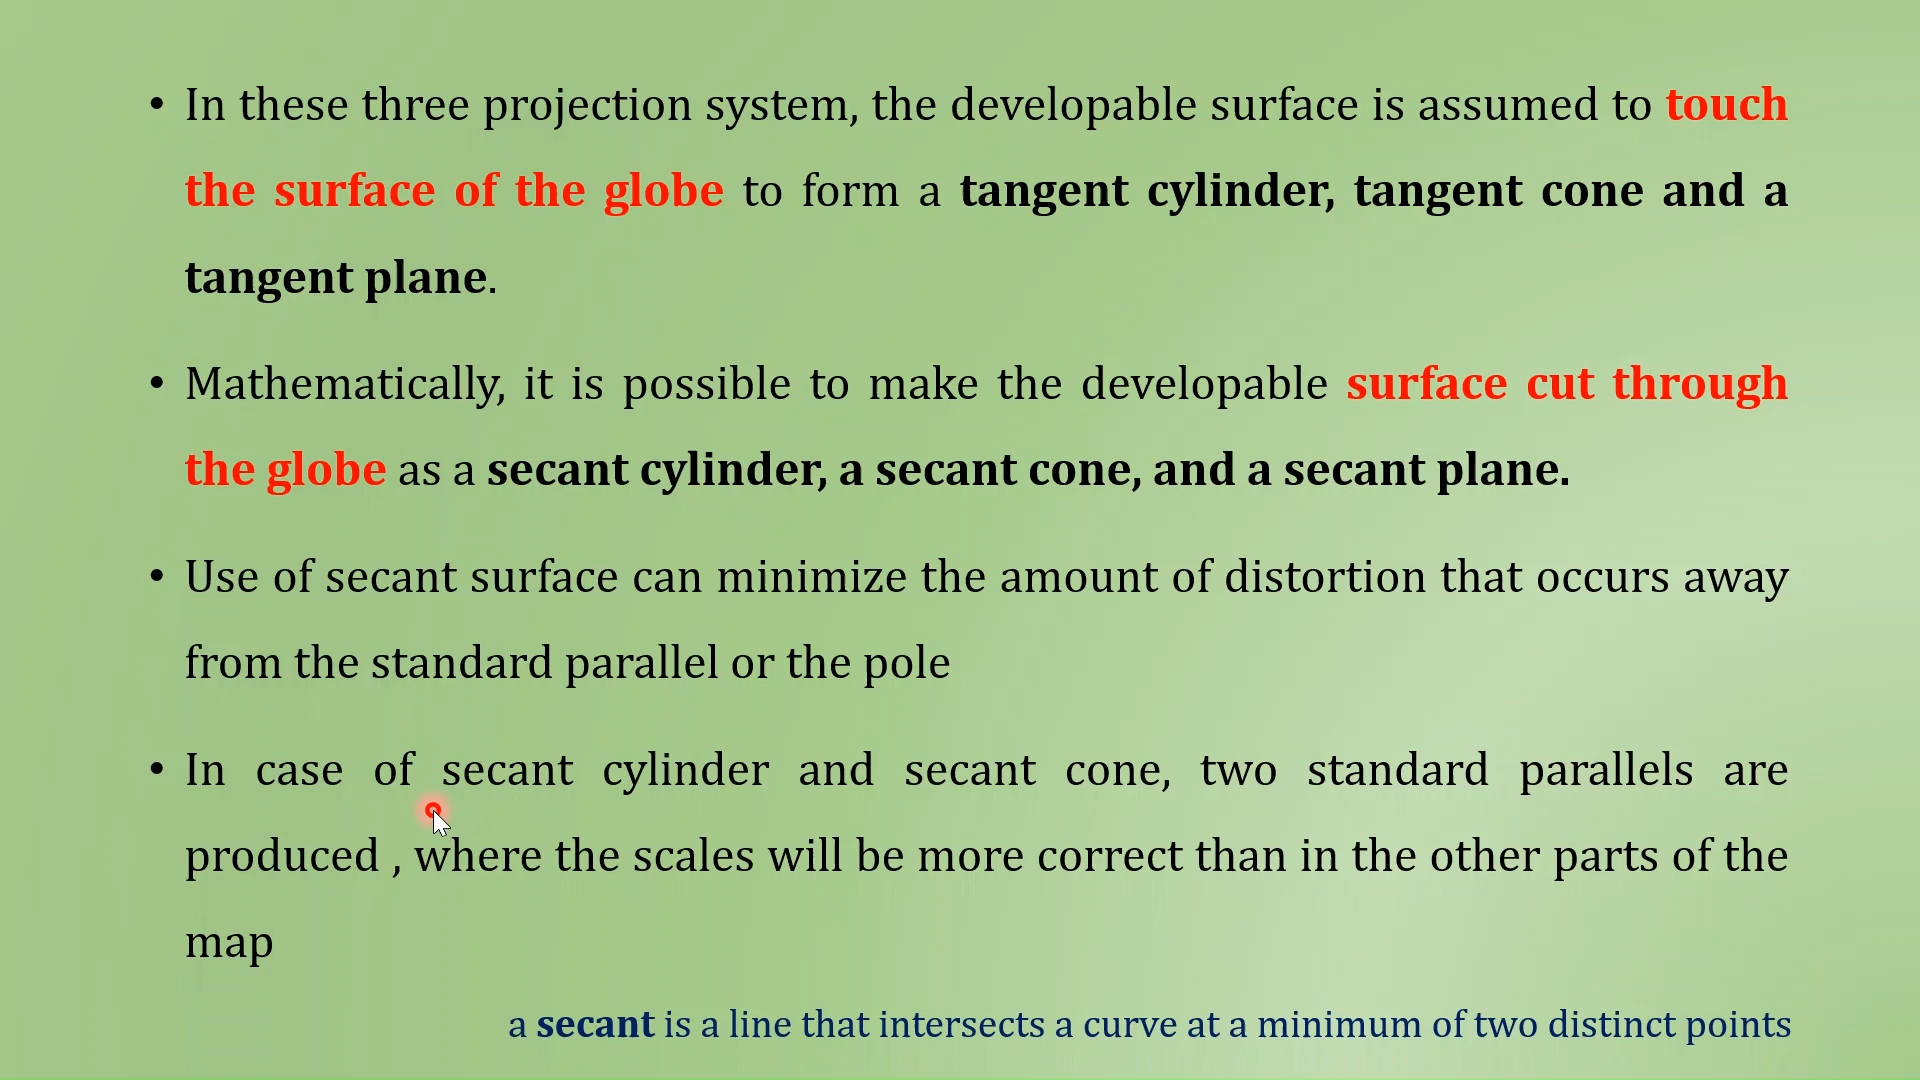 • In these three projection system, the developable surface is assumed to touch
the surface of the globe to form a tangent cylinder, tangent cone and a
tangent plane.
• Mathematically, it is possible to make the developable surface cut through
the globe as a secant cylinder, a secant cone, and a secant plane.
• Use of secant surface can minimize the amount of distortion that occurs away
from the standard parallel or the pole
• In case of secant cylinder and secant cone, two standard parallels are
produced , where the scales will be more correct than in the other parts of the
map
a secant is a line that intersects a curve at a minimum of two distinct points